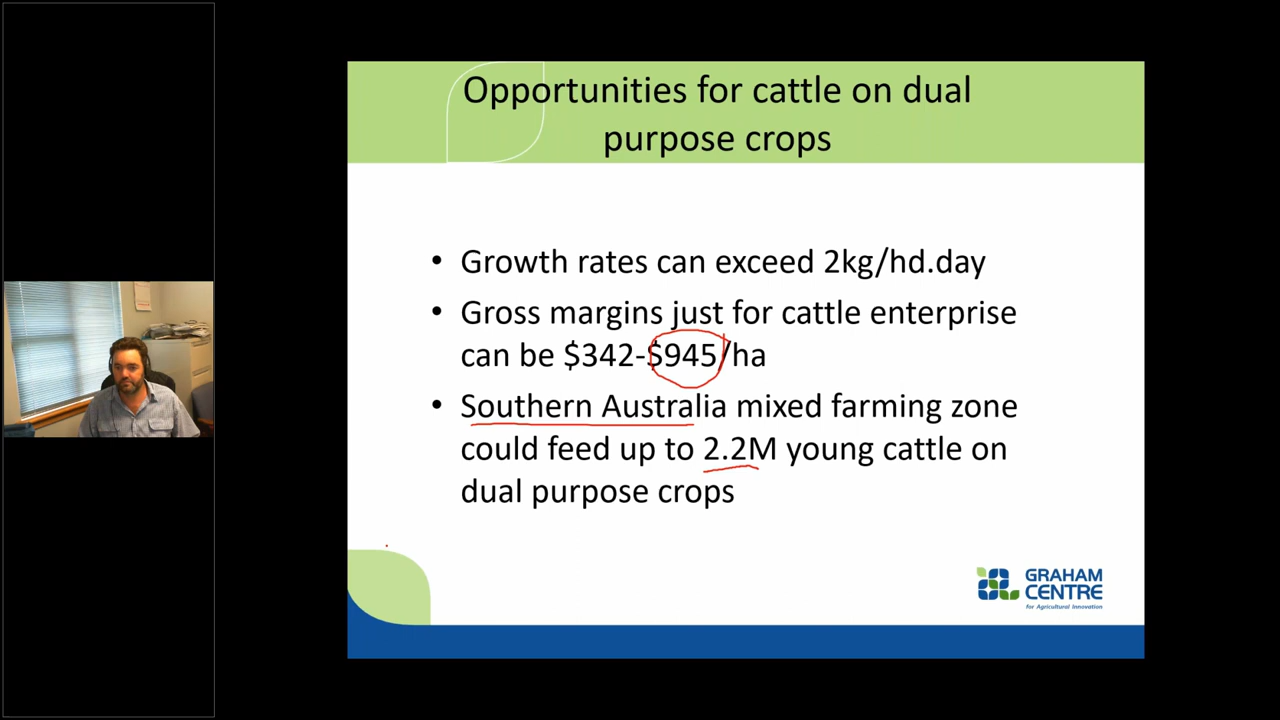 Opportunities for cattle on dual
purpose crops
• Growth rates can exceed 2kg/hd.day
• Gross margins just for cattle enterprise
can be $342-$945/ha
• Southern Australia mixed farming zone
could feed up to 2.2M young cattle on
dual purpose crops
GRAHAM
CENTRE
for Agricultural Innovation